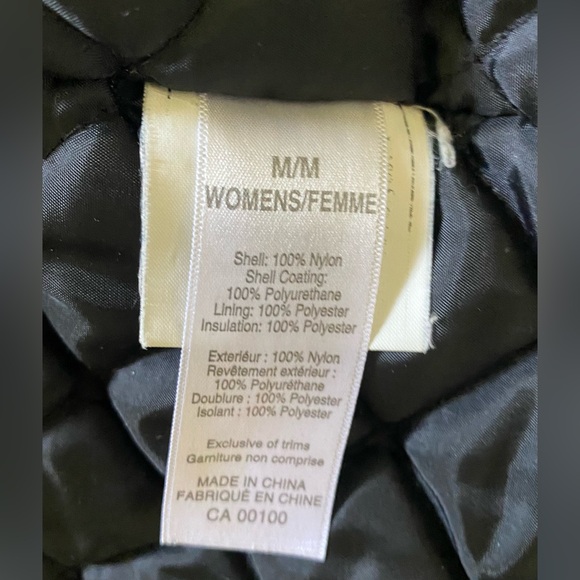 M/M
WOMENS/FEMME
Shell: 100% Nylon
Shell Coating:
100% Polyurethane
Lining: 100% Polyester
Insulation: 100% Polyester
Exteriéur : 100% Nylon
Revêtement extérieur :
100% Polyuréthane
Doublure : 100% Polyester
Isolant : 100% Polyester
Exclusive of trims
Garniture non comprise
MADE IN CHINA
FABRIQUÉ EN CHINE
CA 00100